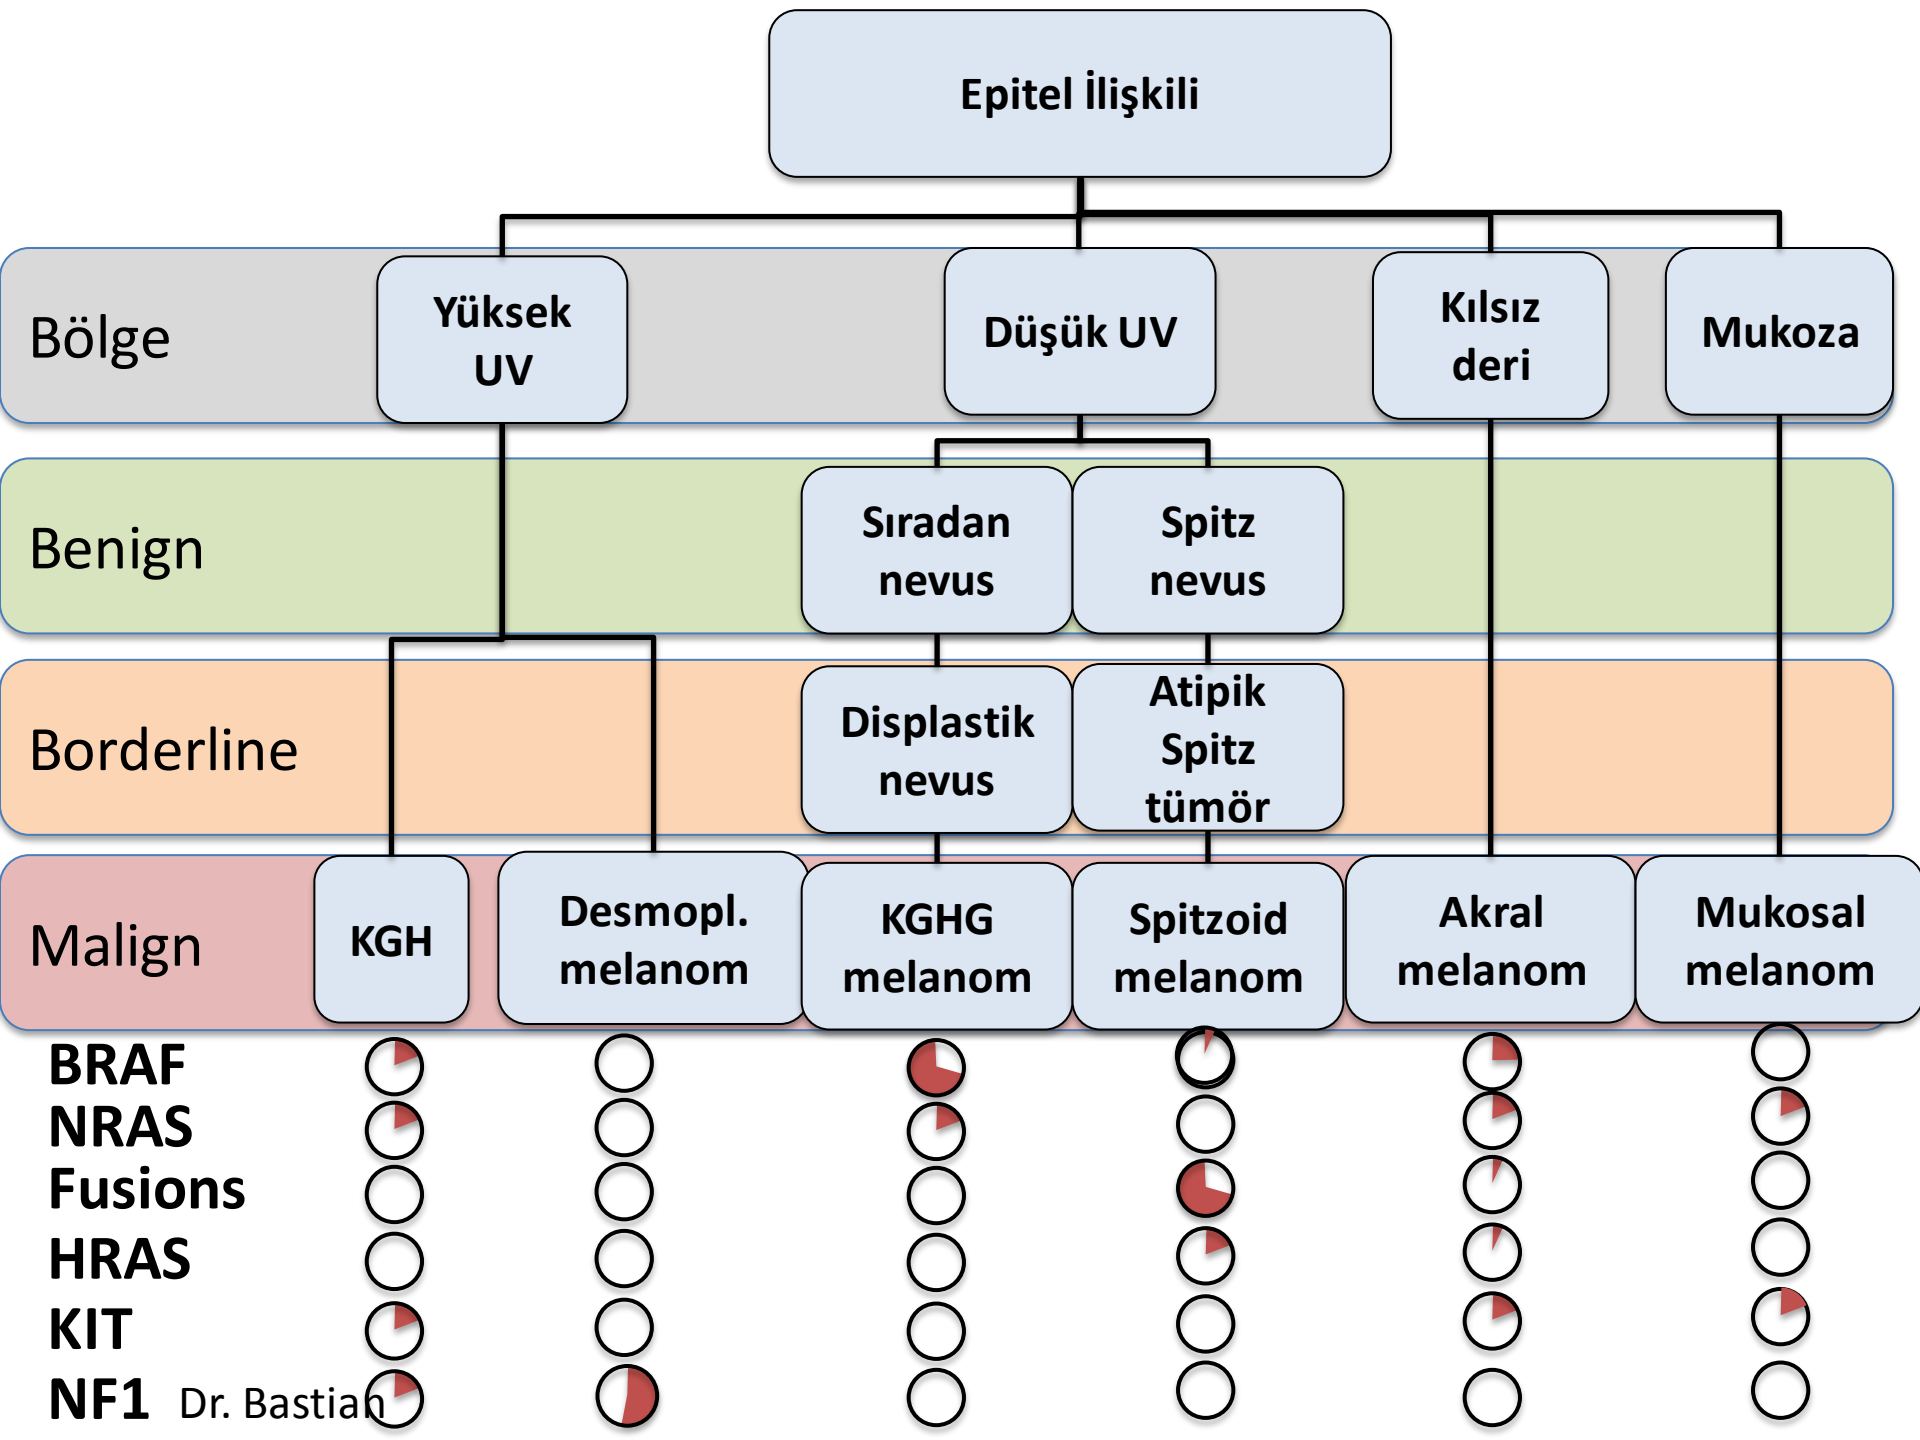 Epitel İlişkili
Bölge
Yüksek
UV
Düşük UV
Kılsız
deri
Mukoza
Benign
Sıradan
nevus
Spitz
nevus
Borderline
Displastik
nevus
Atipik
Spitz
tümör
Malign
KGH
Desmopl.
melanom
KGHG
melanom
Spitzoid
melanom
Akral
melanom
Mukosal
melanom
BRAF
NRAS
Fusions
HRAS
KIT
NF1 Dr. Bastian